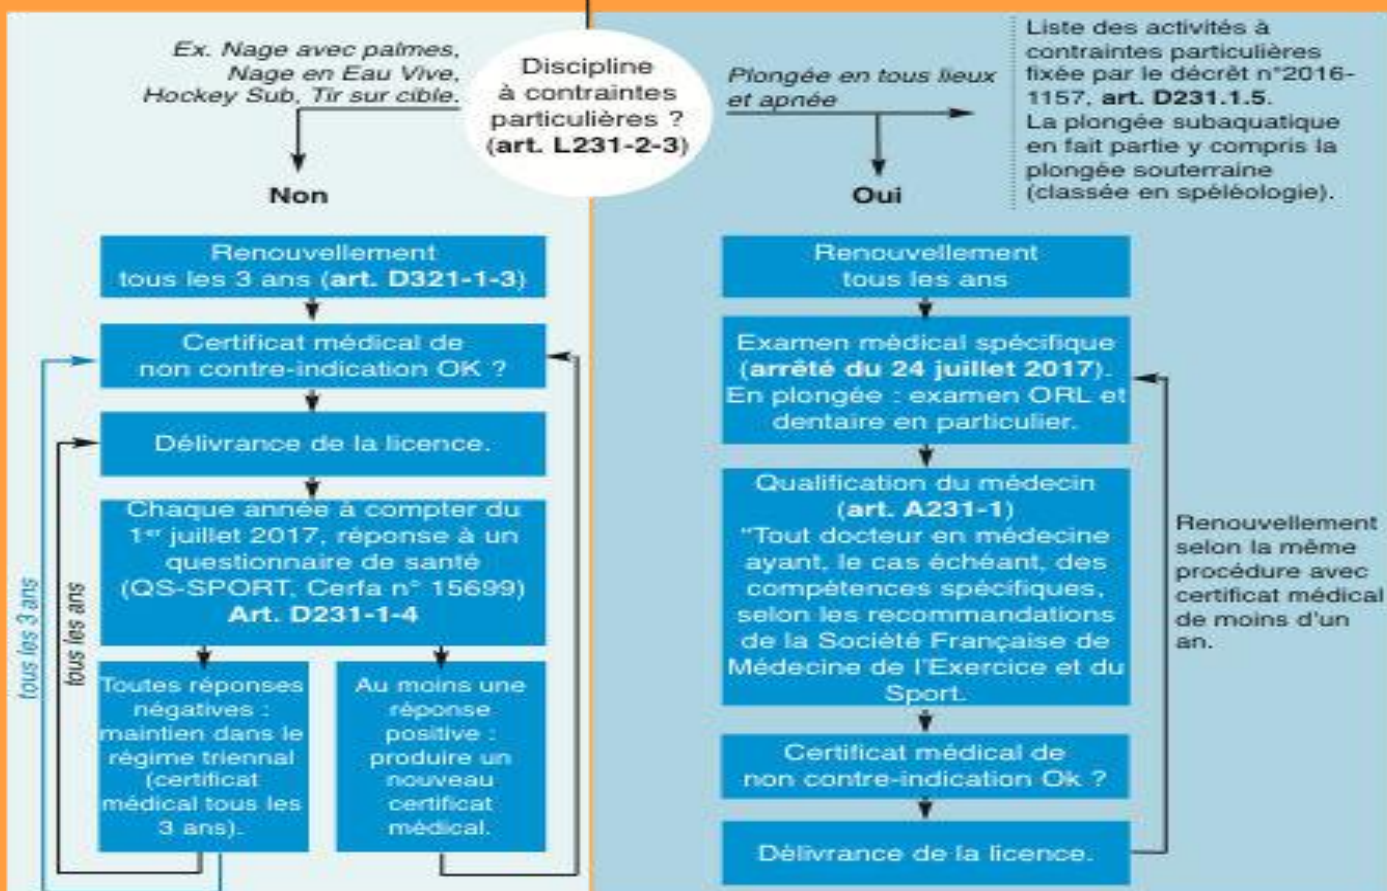 Ex. Nage avec palmes,
Nage en Eau Vive,
Hockey Sub, Tir sur cible.
Discipline
à contraintes
particulières ?
(art. L231-2-3)
Plongée en tous lieux
et apnée
Liste des activités à
contraintes particulières
fixée par le décret n°2016-
1157, art. D231.1.5.
La plongée subaquatique
en fait partie y compris la
plongée souterraine
(classée en spéléologie).
Non
Renouvellement
tous les 3 ans (art. D321-1-3)
Certificat médical de
non contre-indication OK ?
Délivrance de la licence.
Chaque année à compter du
1er juillet 2017, réponse à un
questionnaire de santé
(QS-SPORT, Cerfa n° 15699)
Art. D231-1-4
Toutes réponses
négatives :
maintien dans le
régime triennal
(certificat
médical tous les
3 ans).
Au moins une
réponse
positive :
produire un
nouveau
certificat
médical.
tous les 3 ans
tous les ans
Oui
Renouvellement
tous les ans
Examen médical spécifique
(arrêté du 24 juillet 2017).
En plongée : examen ORL et
dentaire en particulier.
Qualification du médecin
(art. A231-1)
"Tout docteur en médecine
ayant, le cas échéant, des
compétences spécifiques,
selon les recommandations
de la Société Française de
Médecine de l'Exercice et du
Sport.
Certificat médical de
non contre-indication Ok ?
Délivrance de la licence.
Renouvellement
selon la même
procédure avec
certificat médical
de moins d'un
an.